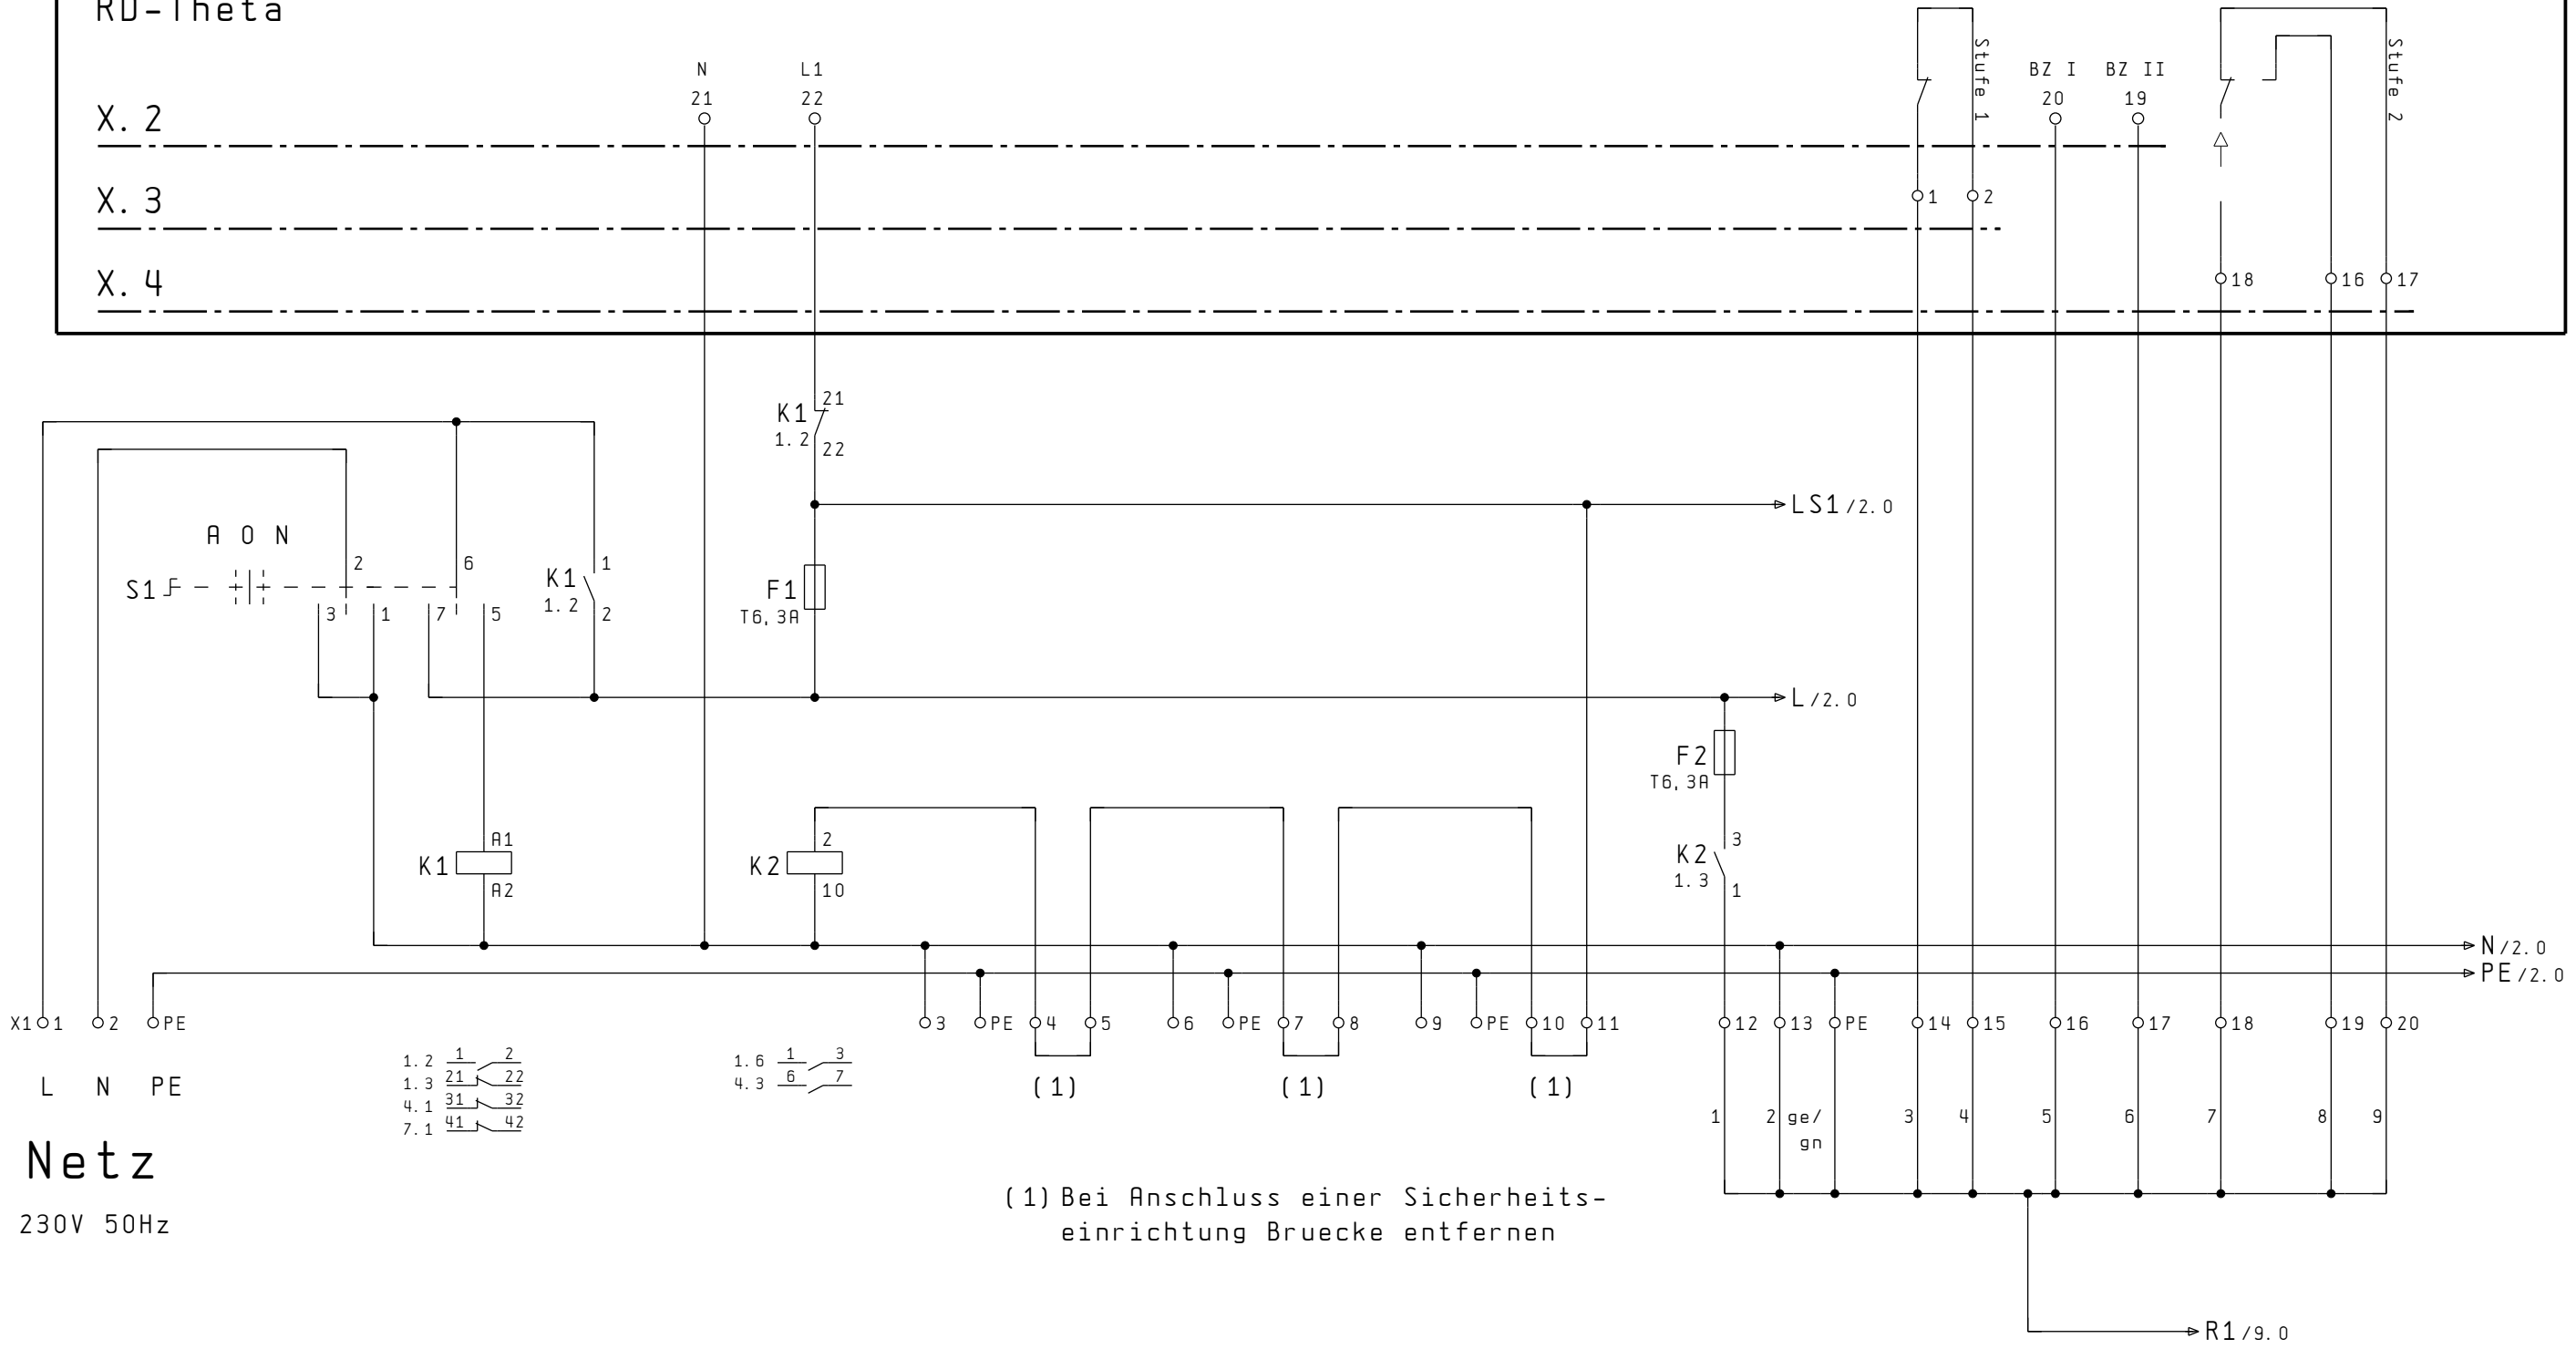 RD-Theta
N L1
21 22
Stufe 1
BZ I BZ II
20 19
Stufe 2
X.2
X.3
1 2
X.4
18 16 17
K1 21
1.2 22
LS1/2.0
A O N
S1
2 6
3 1 7 5
K1 1
1.2 2
F1
T6,3A
L/2.0
F2
T6,3A
K1 A1
A2
K2 2
10
K2 3
1.3 1
N/2.0
PE/2.0
X1 1 2 PE 3 PE 4 5 6 PE 7 8 9 PE 10 11 12 13 PE 14 15 16 17 18 19 20
L N PE
1.2 1 2
1.3 21 22
4.1 31 32
7.1 41 42
1.6 1 3
4.3 6 7
(1) (1) (1)
1 2 ge/ 3 4 5 6 7 8 9
gn
Netz
230V 50Hz
(1) Bei Anschluss einer Sicherheits-
einrichtung Bruecke entfernen
R1/9.0